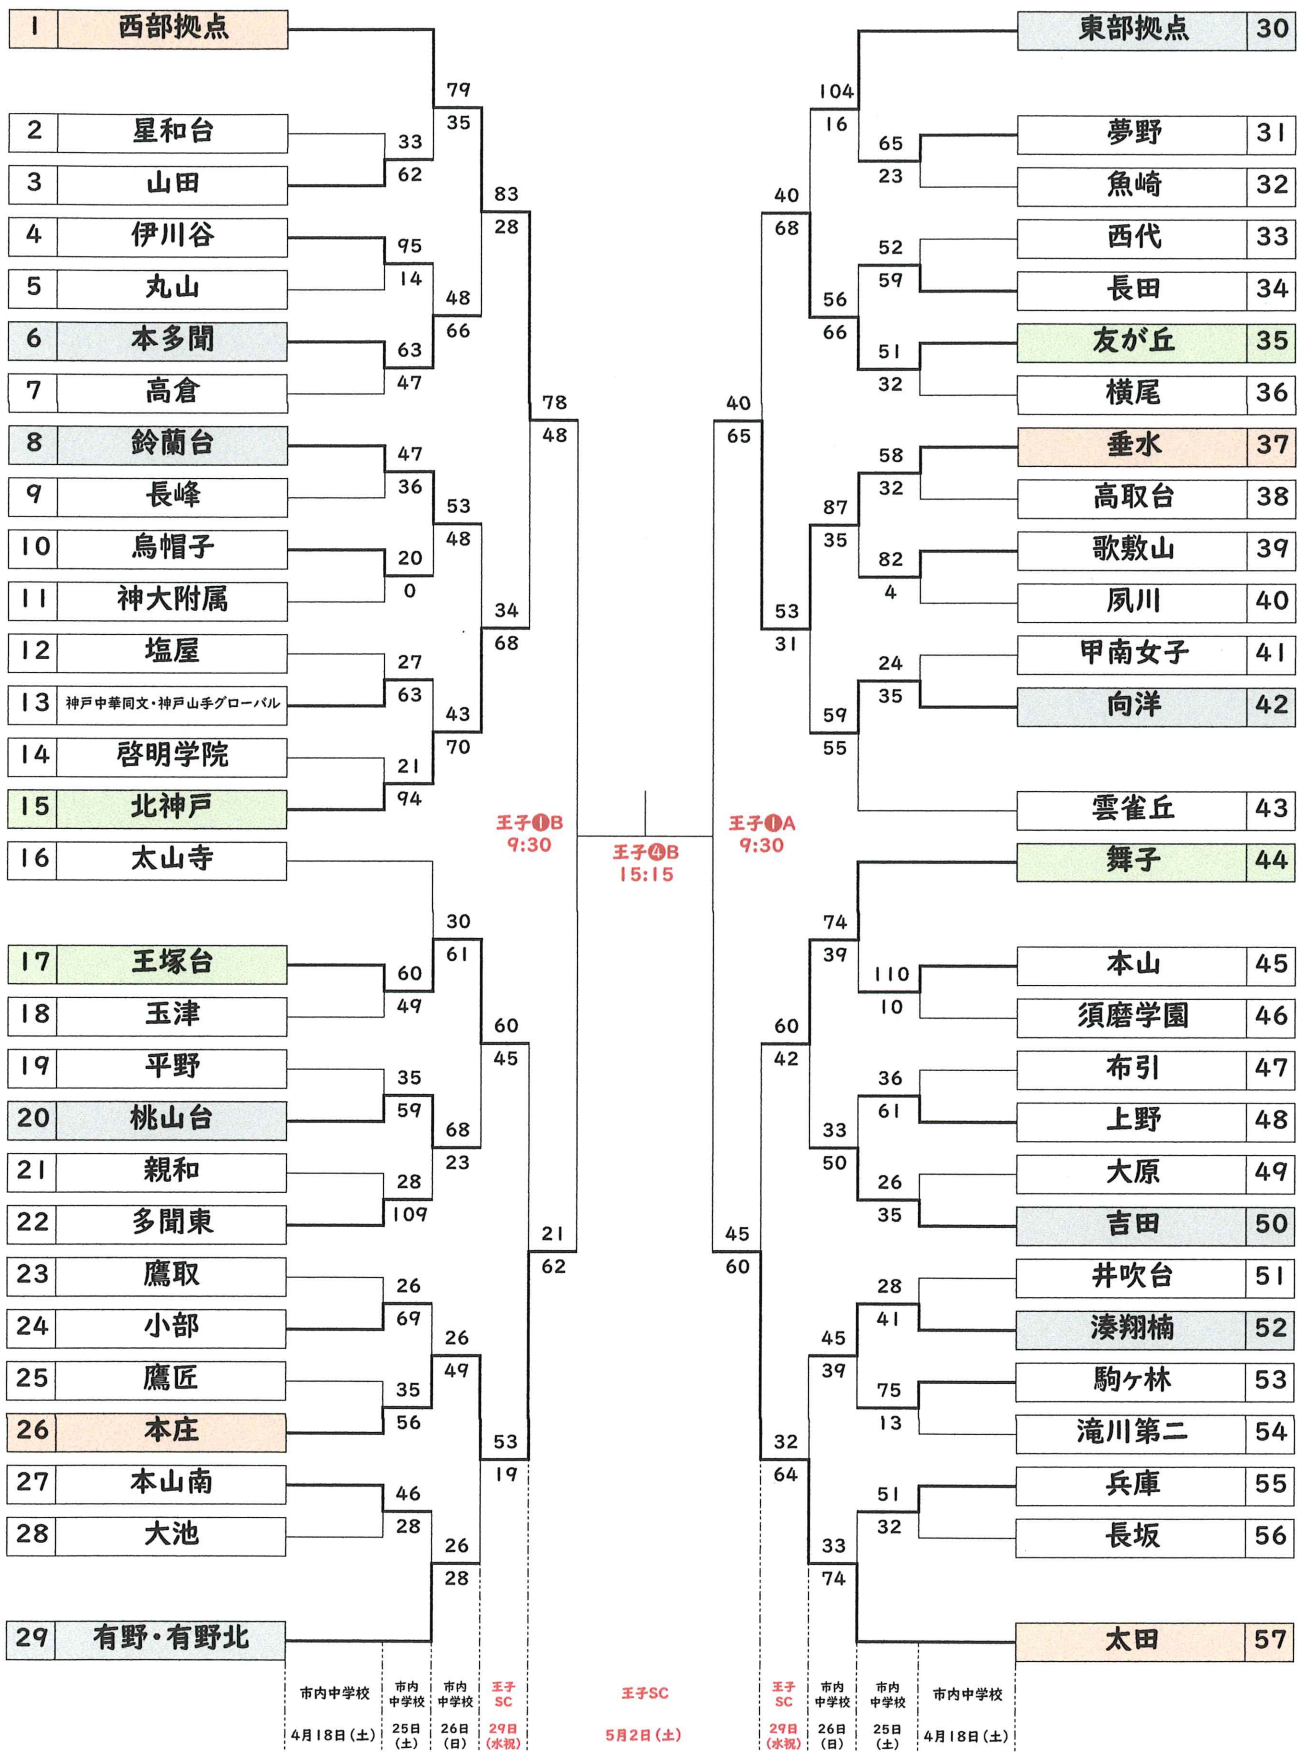 1 西部拠点
2 星和台
3 山田
4 伊川谷
5 丸山
6 本多聞
7 高倉
8 鈴蘭台
9 長峰
10 烏帽子
11 神大附属
12 塩屋
13 神戸中華同文・神戸山手グローバル
14 啓明学院
15 北神戸
16 太山寺
17 王塚台
18 玉津
19 平野
20 桃山台
21 親和
22 多聞東
23 鷹取
24 小部
25 鷹匠
26 本庄
27 本山南
28 大池
29 有野・有野北
33
62
95
14
63
47
47
36
20
0
27
63
21
94
60
49
35
59
28
109
26
69
35
56
46
28
79
35
48
66
53
48
43
70
30
61
68
23
26
49
26
28
83
28
34
68
60
45
53
19
78
48
21
62
王子❶B
9:30
王子❹B
15:15
王子❶A
9:30
40
65
45
60
40
68
53
31
60
42
32
64
104
16
56
66
87
35
59
55
74
39
33
50
45
39
33
74
65
23
52
59
51
32
58
32
82
4
24
35
110
10
36
61
26
35
28
41
75
13
51
32
東部拠点 30
夢野 31
魚崎 32
西代 33
長田 34
友が丘 35
横尾 36
垂水 37
高取台 38
歌敷山 39
夙川 40
甲南女子 41
向洋 42
雲雀丘 43
舞子 44
本山 45
須磨学園 46
布引 47
上野 48
大原 49
吉田 50
井吹台 51
湊翔楠 52
駒ヶ林 53
滝川第二 54
兵庫 55
長坂 56
太田 57
市内中学校
4月18日(土)
市内
中学校
25日
(土)
市内
中学校
26日
(日)
王子
SC
29日
(水祝)
王子SC
5月2日(土)
王子
SC
29日
(水祝)
市内
中学校
26日
(日)
市内
中学校
25日
(土)
市内中学校
4月18日(土)